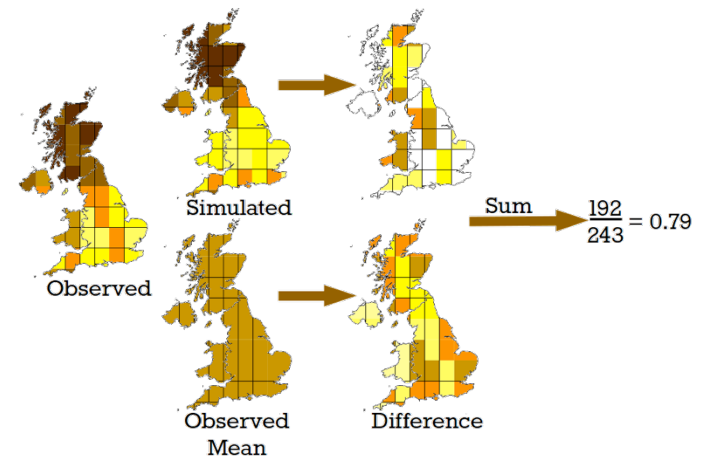 Observed
Simulated
Observed
Mean
Difference
Sum
192
243
= 0.79